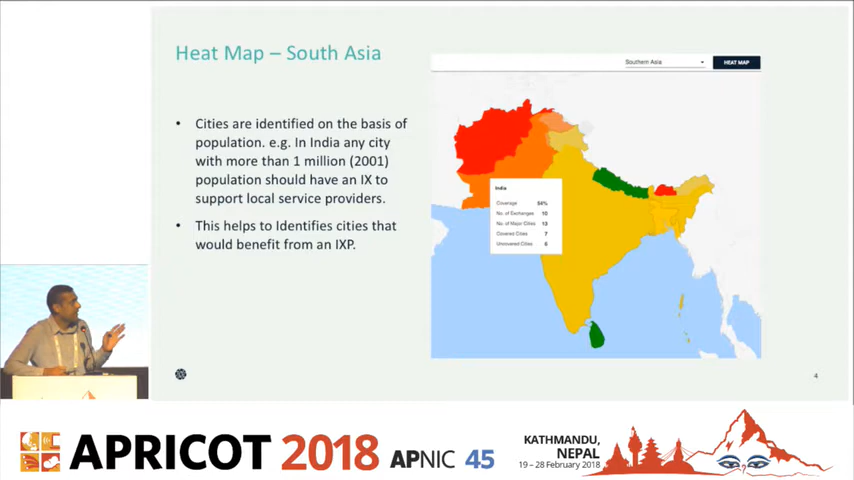 Heat Map – South Asia
Southern Asia
HEAT MAP
• Cities are identified on the basis of
population. e.g. In India any city
with more than 1 million (2001)
population should have an IX to
support local service providers.
• This helps to Identifies cities that
would benefit from an IXP.
India
Coverage 54%
No. of Exchanges 10
No. of Major Cities 13
Covered Cities 7
Uncovered Cities 6
4
APRICOT 2018
APNIC 45
KATHMANDU,
NEPAL
19 – 28 February 2018